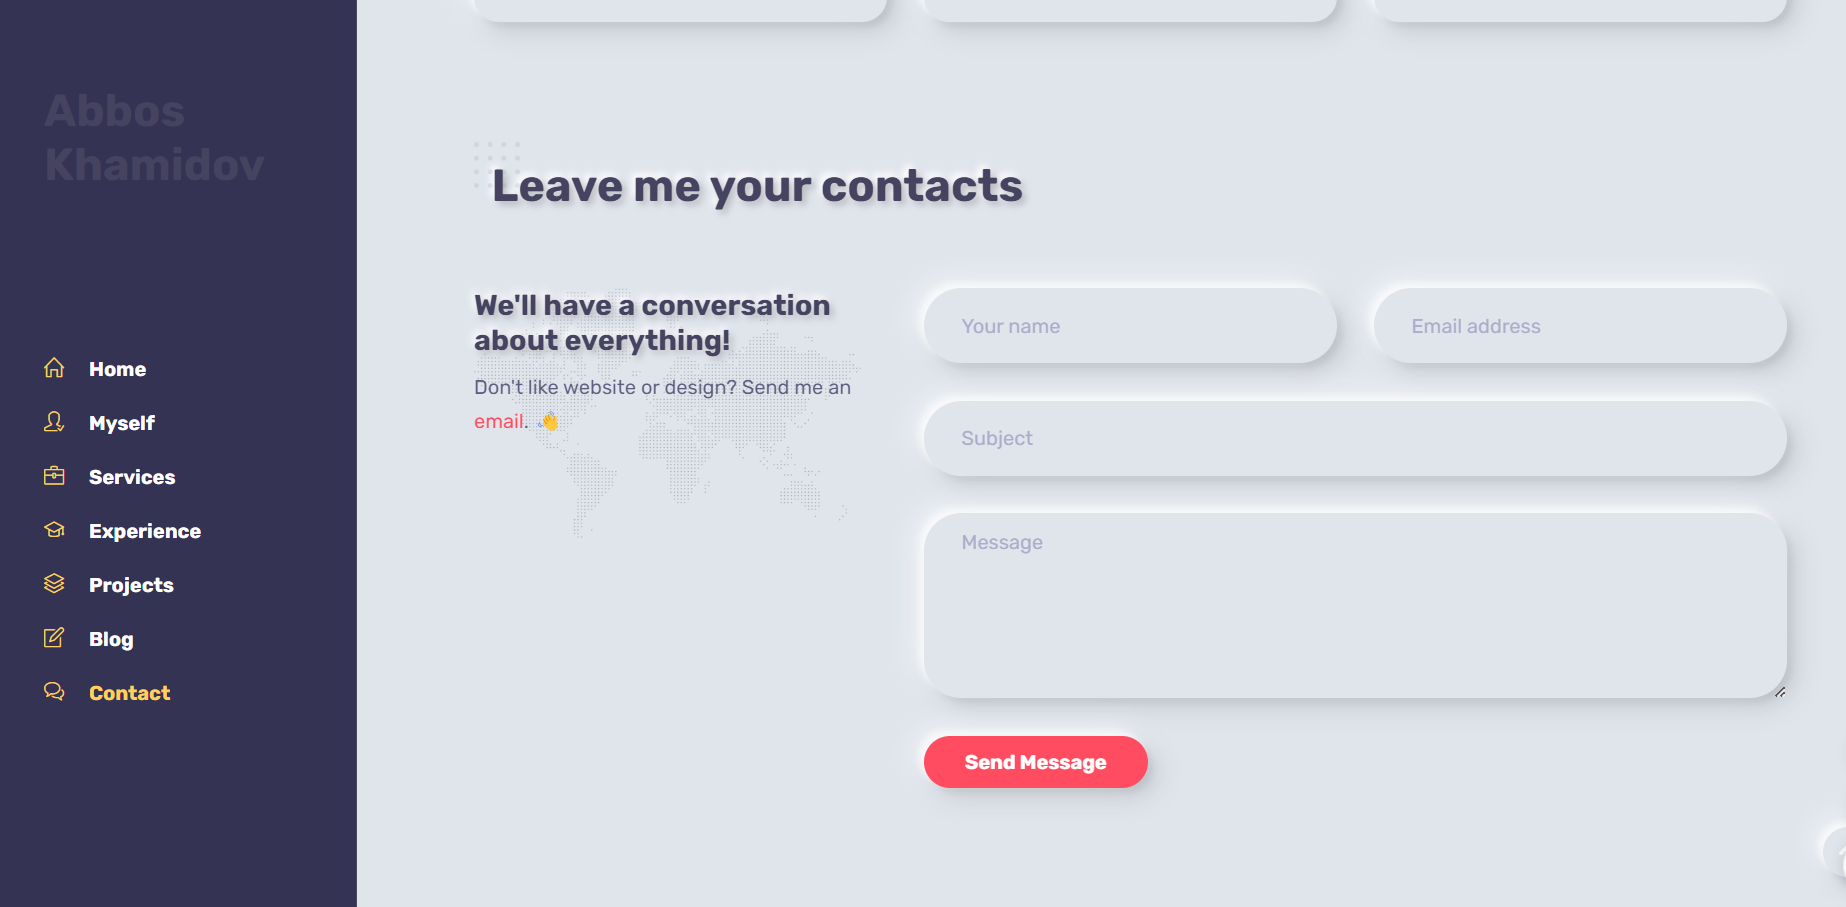 Abbos
Khamidov
Home
Myself
Services
Experience
Projects
Blog
Contact
Leave me your contacts
We'll have a conversation
about everything!
Don't like website or design? Send me an
email. 👋
Your name
Email address
Subject
Message
Send Message